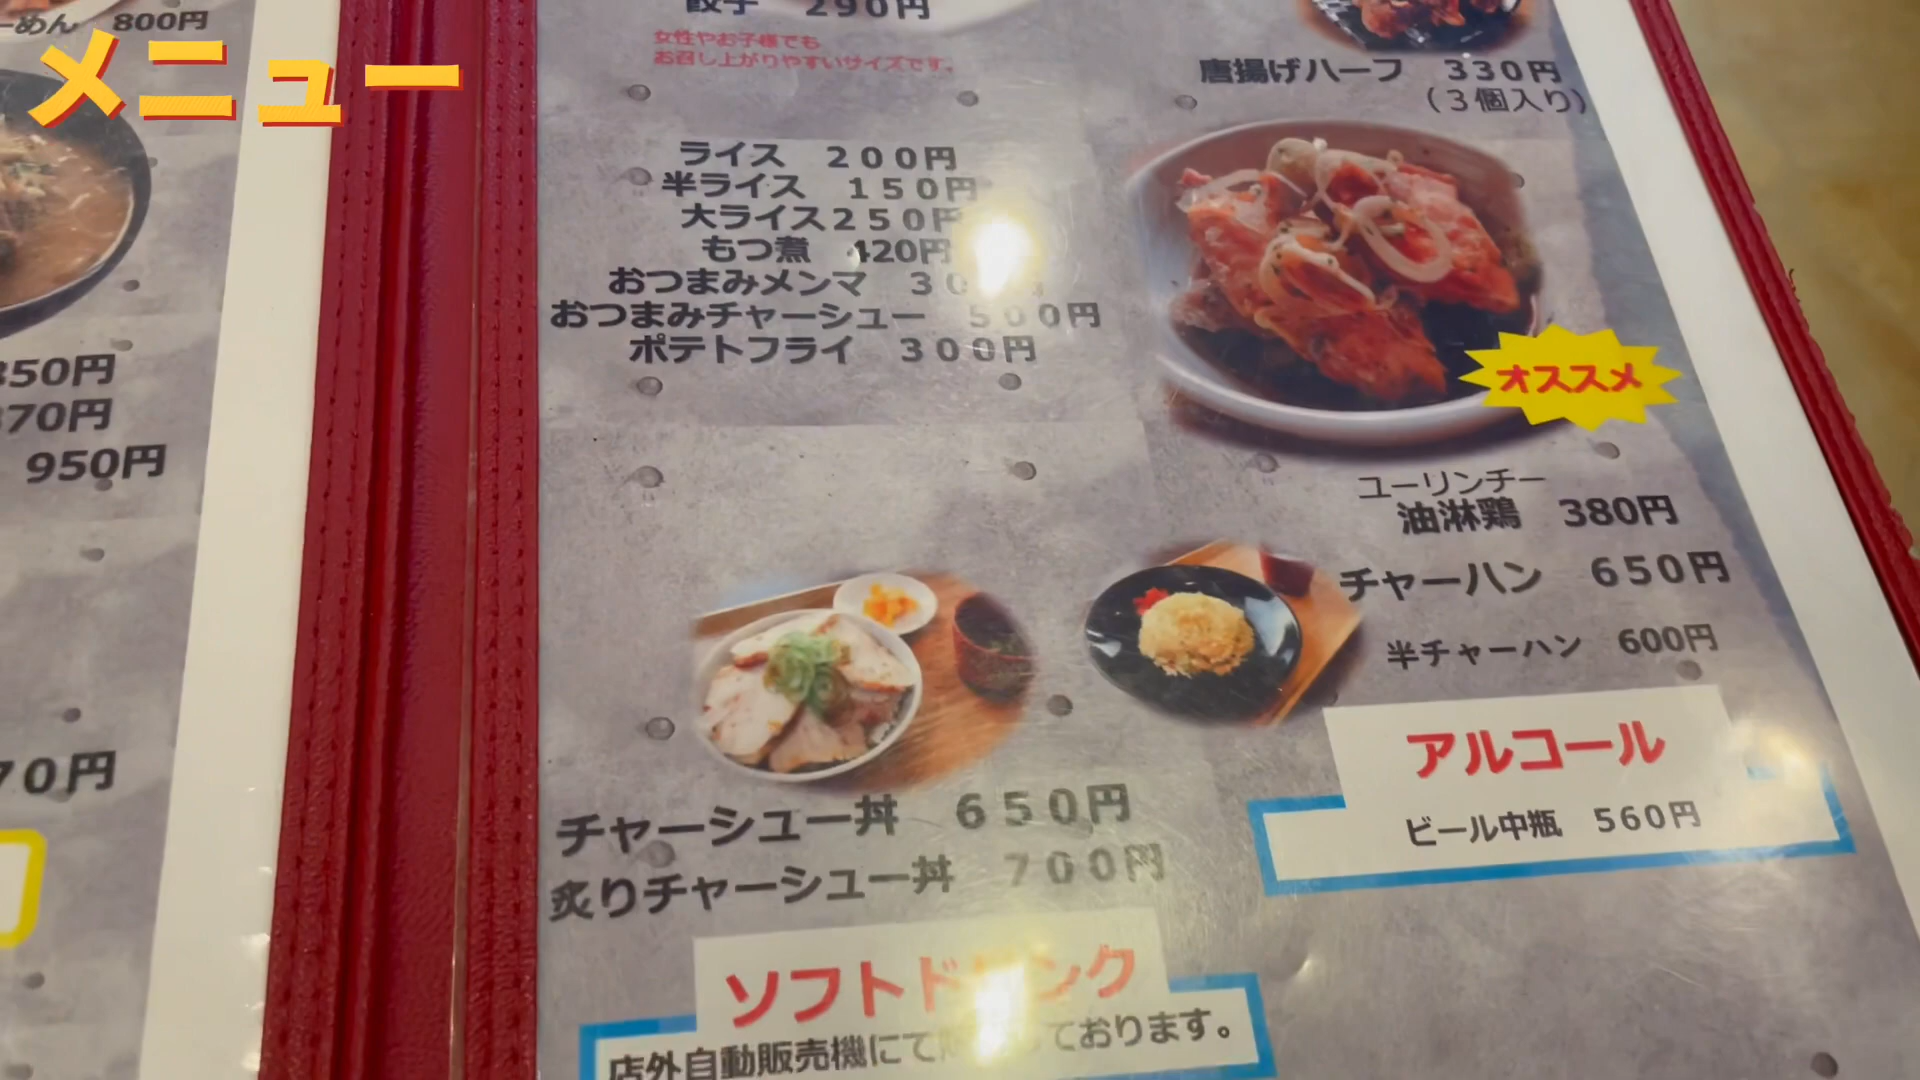 メニュー
800円
350円
370円
950円
70円
餃子　290円
女性やお子様でも
お召し上がりやすいサイズです。
ライス　200円
半ライス　150円
大ライス250円
もつ煮　420円
おつまみメンマ　30
おつまみチャーシュー　500円
ポテトフライ　300円
チャーシュー丼　650円
炙りチャーシュー丼　700円
ソフトドリンク
店外自動販売機にて
ております。
唐揚げハーフ　330円
（3個入り）
オススメ
ユーリンチー
油淋鶏　380円
チャーハン　650円
半チャーハン　600円
アルコール
ビール中瓶　560円